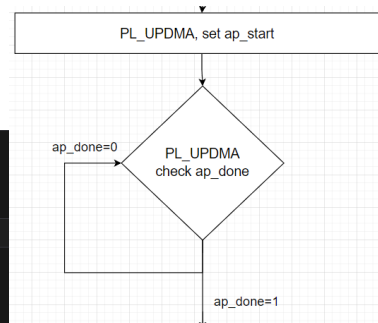 PL_UPDMA, set ap_start
ap_done=0
PL_UPDMA
check ap_done
ap_done=1